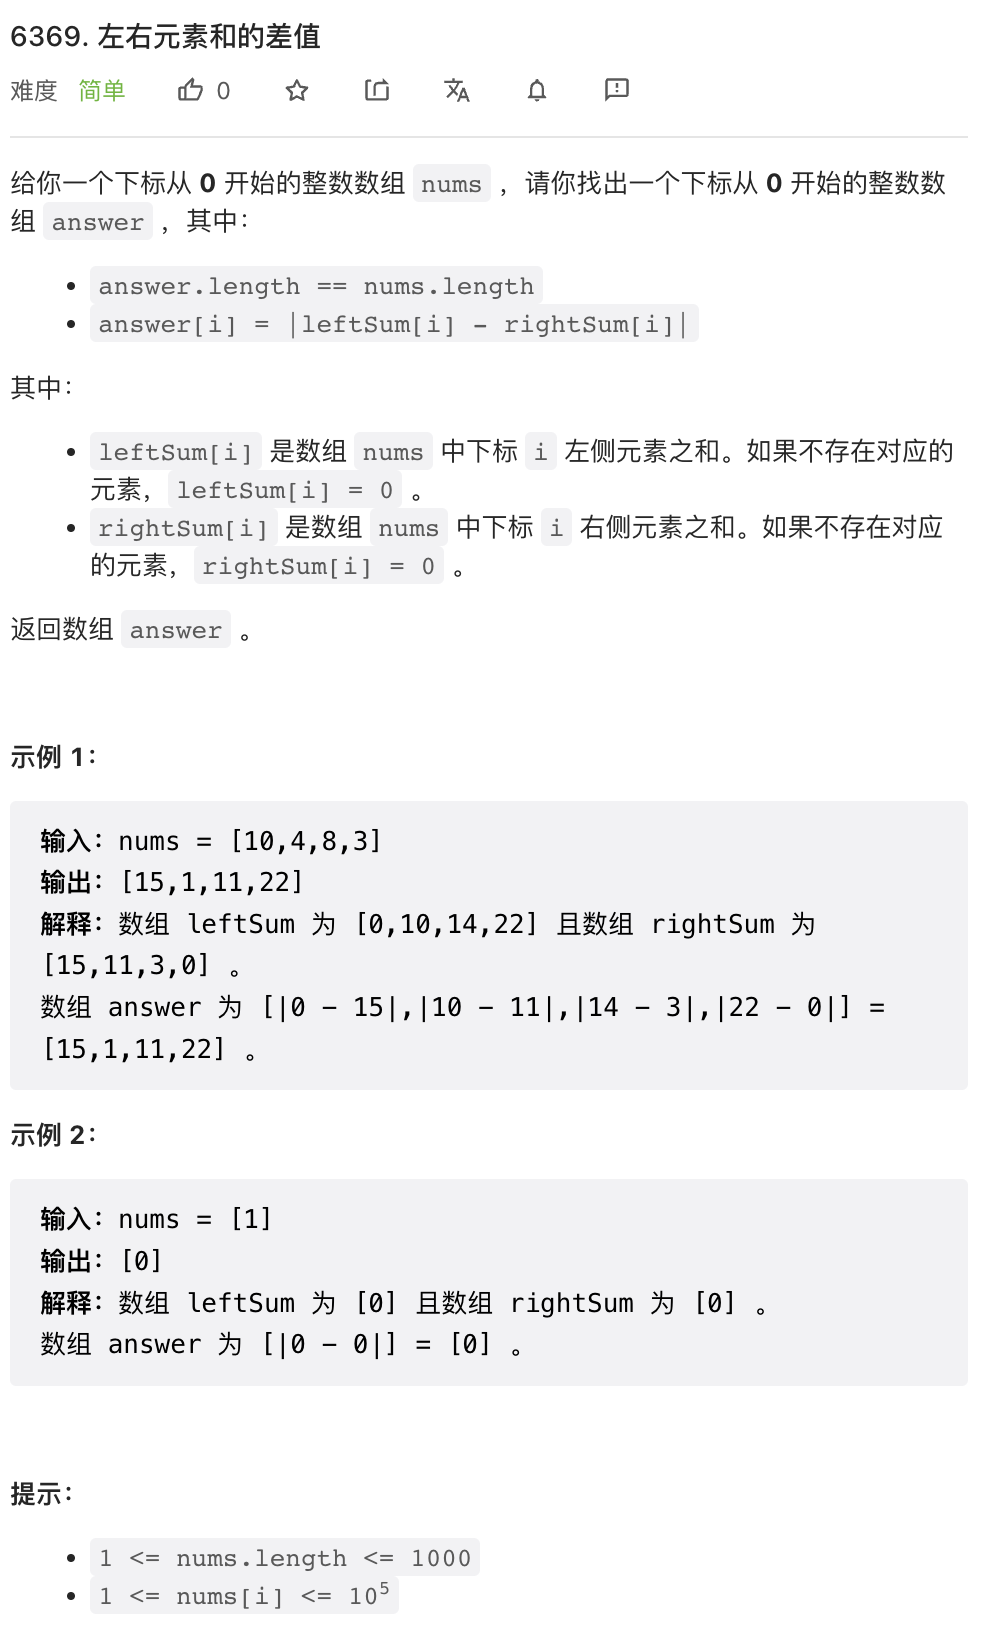 6369. 左右元素和的差值
难度 简单 0
给你一个下标从 0 开始的整数数组 nums ，请你找出一个下标从 0 开始的整数数
组 answer ，其中：
• answer.length == nums.length
• answer[i] = |leftSum[i] - rightSum[i]|
其中：
• leftSum[i] 是数组 nums 中下标 i 左侧元素之和。如果不存在对应的
元素，leftSum[i] = 0 。
• rightSum[i] 是数组 nums 中下标 i 右侧元素之和。如果不存在对应
的元素，rightSum[i] = 0 。
返回数组 answer 。
示例 1：
输入：nums = [10,4,8,3]
输出：[15,1,11,22]
解释：数组 leftSum 为 [0,10,14,22] 且数组 rightSum 为
[15,11,3,0] 。
数组 answer 为 [|0 - 15|,|10 - 11|,|14 - 3|,|22 - 0|] =
[15,1,11,22] 。
示例 2：
输入：nums = [1]
输出：[0]
解释：数组 leftSum 为 [0] 且数组 rightSum 为 [0] 。
数组 answer 为 [|0 - 0|] = [0] 。
提示：
• 1 <= nums.length <= 1000
• 1 <= nums[i] <= 10⁵